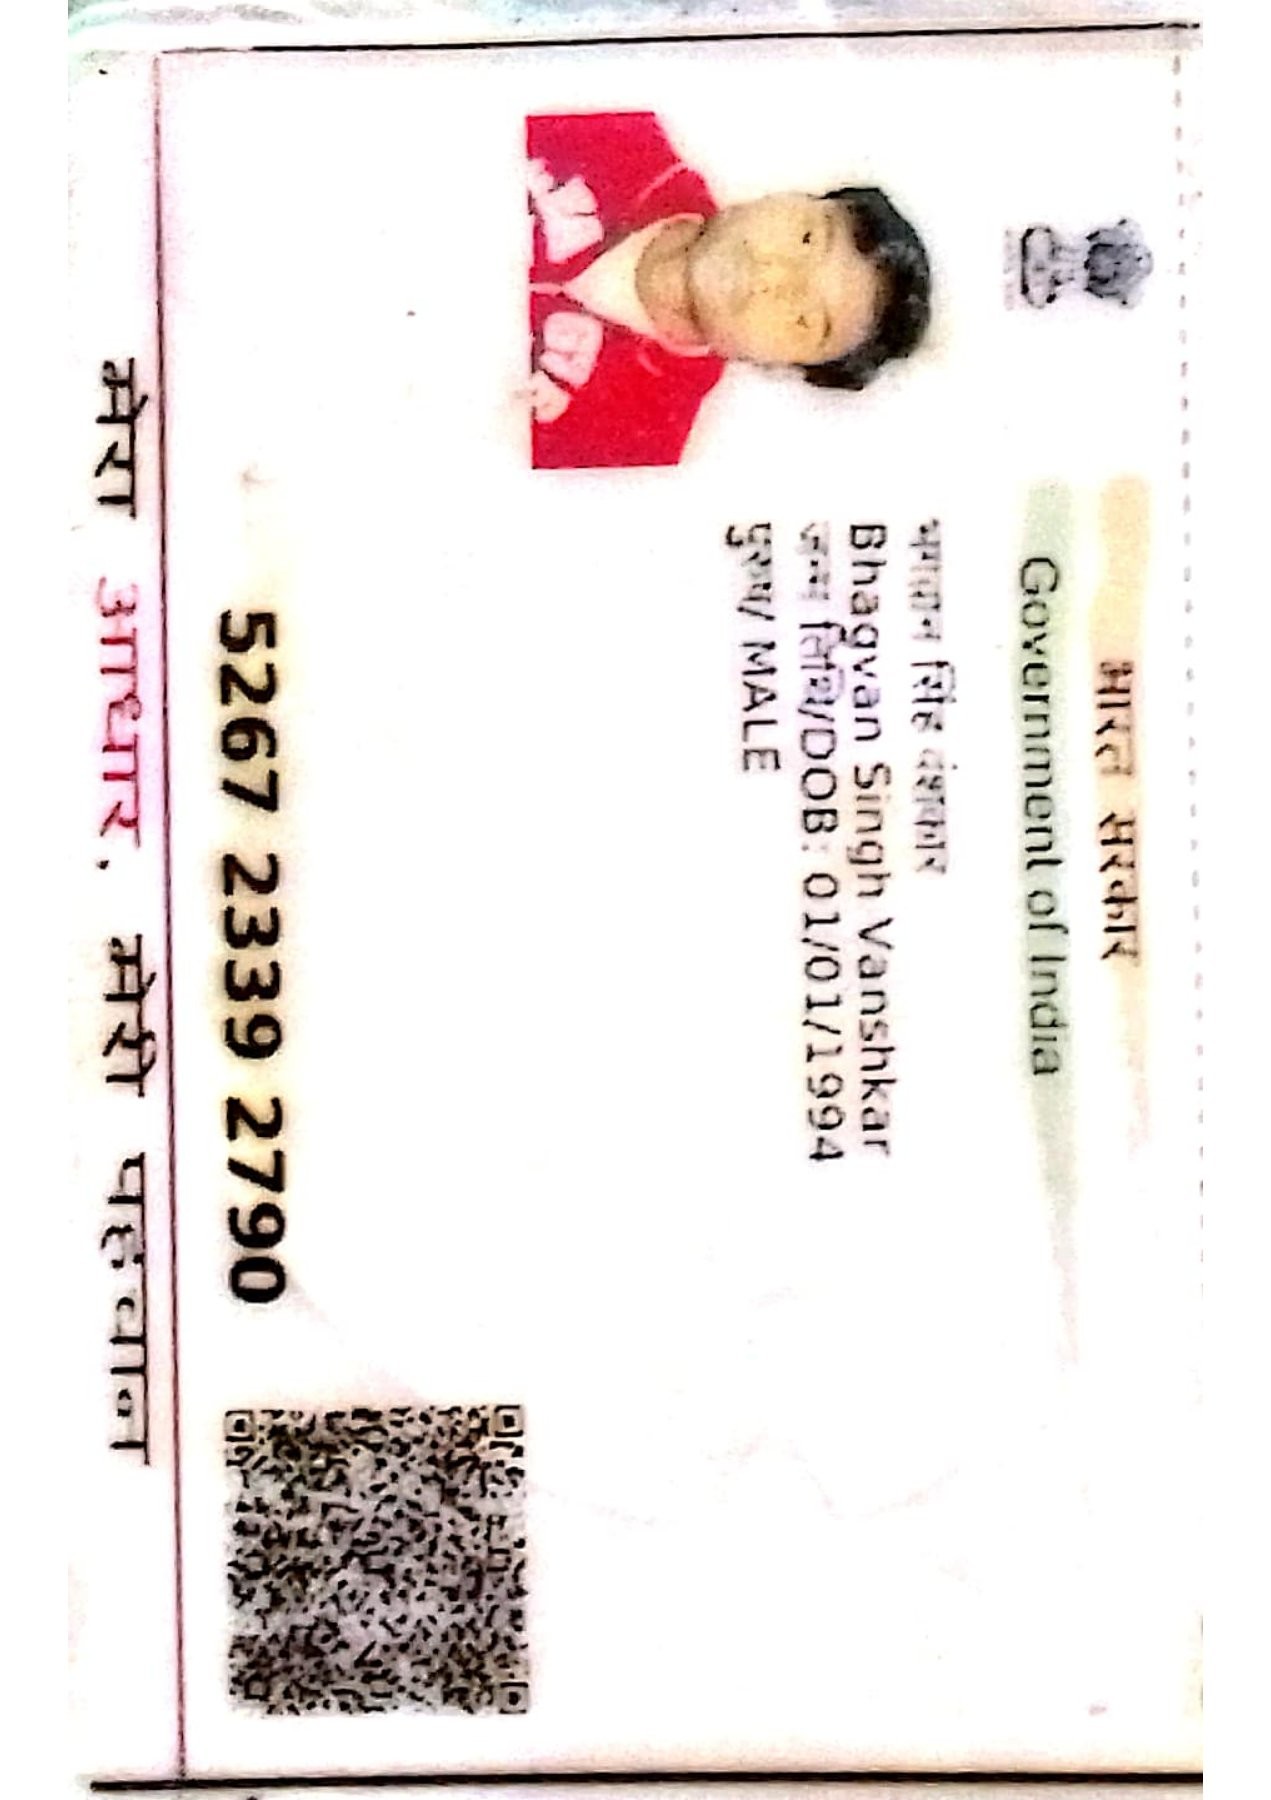 भारत सरकार
Government of India
भगवान सिंह वंशकार
Bhagvan Singh Vanshkar
जन्म तिथि/DOB: 01/01/1994
पुरुष/ MALE
5267 2339 2790
मेरा आधार, मेरी पहचान